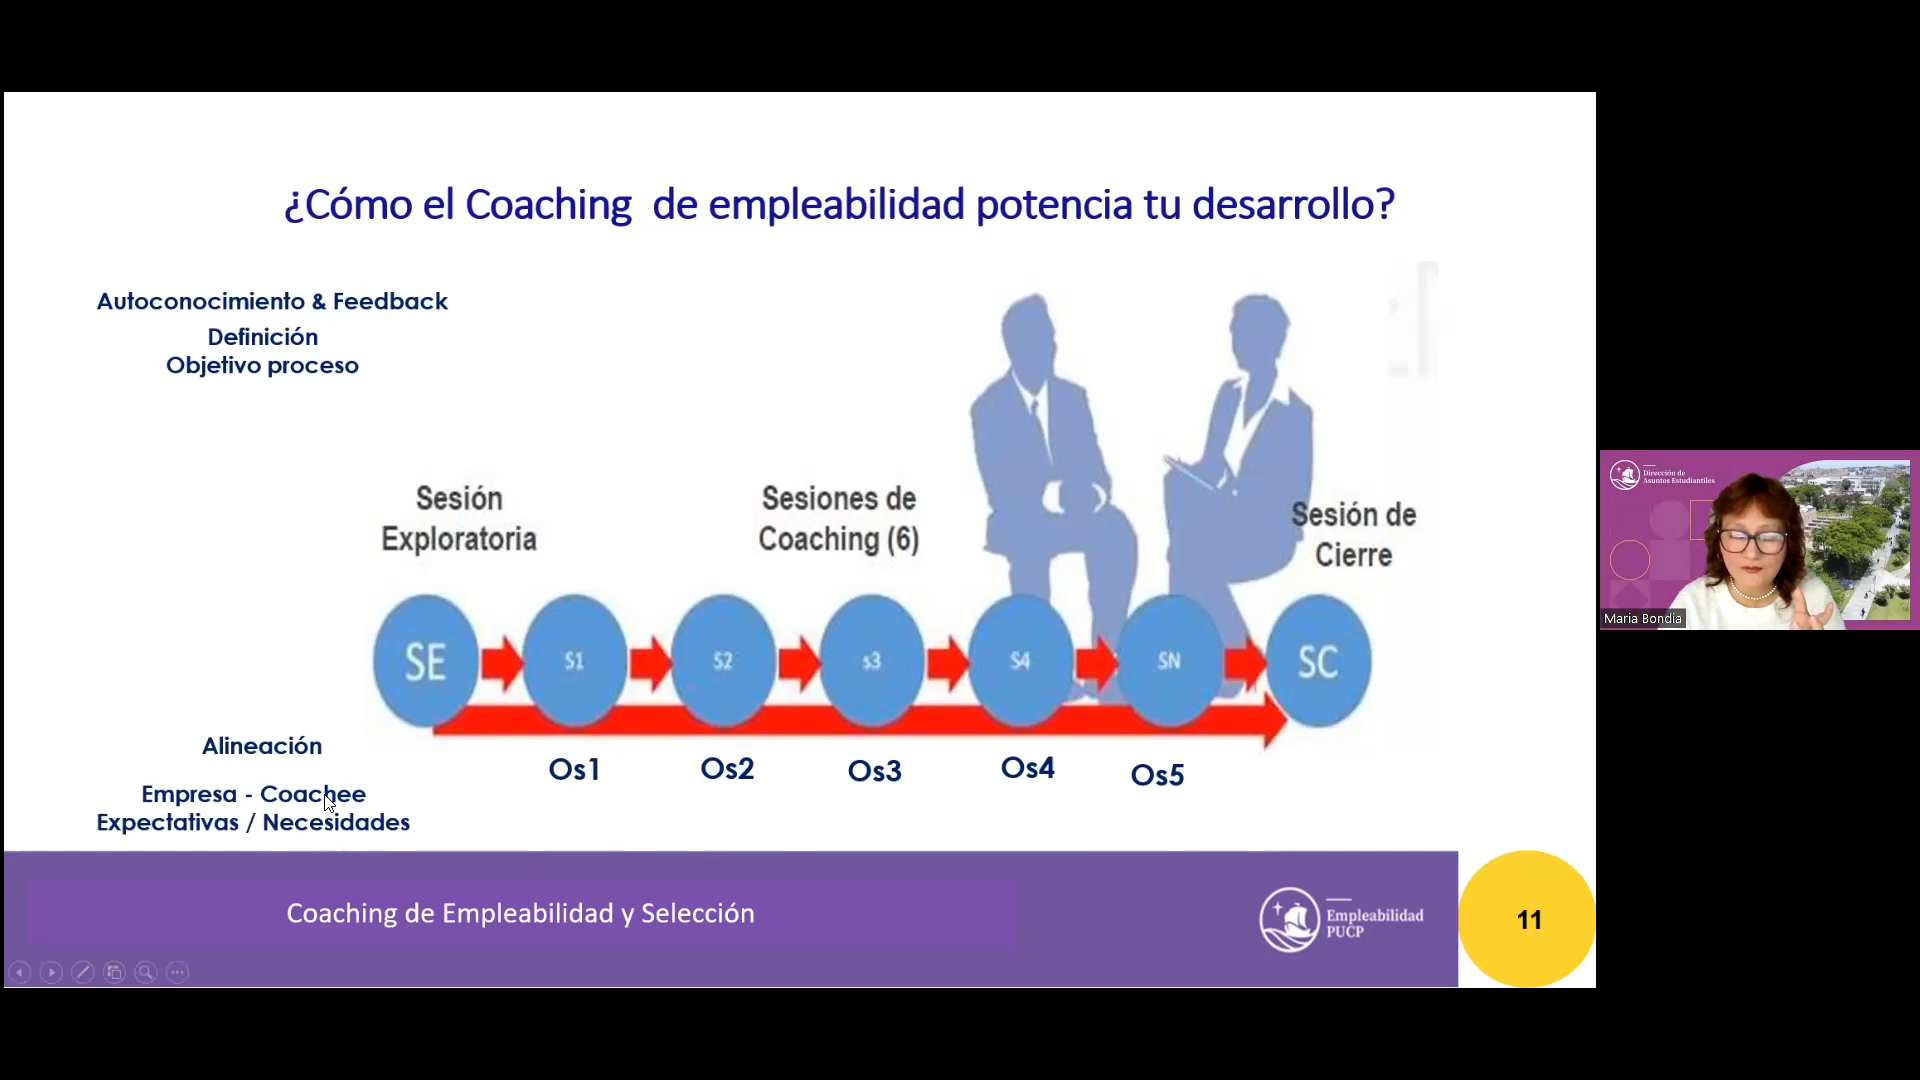 ¿Cómo el Coaching  de empleabilidad potencia tu desarrollo?
Autoconocimiento & Feedback
Definición
Objetivo proceso
Sesión
Exploratoria
Sesiones de
Coaching (6)
Sesión de
Cierre
SE
S1
S2
s3
S4
SN
SC
Os1
Os2
Os3
Os4
Os5
Alineación
Empresa - Coachee
Expectativas / Necesidades
Coaching de Empleabilidad y Selección
Empleabilidad
PUCP
11
Dirección de
Asuntos Estudiantiles
Maria Bondia